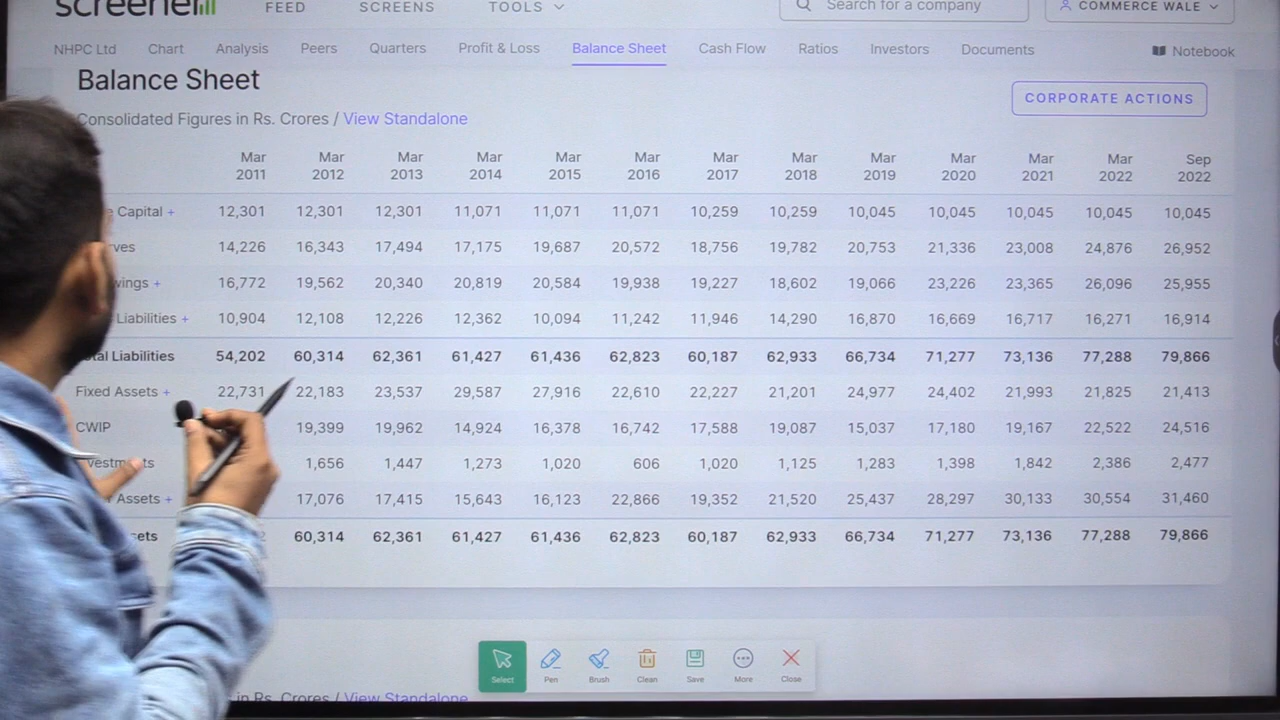 screener
FEED SCREENS TOOLS
Search for a company
COMMERCE WALE
NHPC Ltd Chart Analysis Peers Quarters Profit & Loss Balance Sheet Cash Flow Ratios Investors Documents Notebook
Balance Sheet
CORPORATE ACTIONS
Consolidated Figures in Rs. Crores / View Standalone
Mar 2011 Mar 2012 Mar 2013 Mar 2014 Mar 2015 Mar 2016 Mar 2017 Mar 2018 Mar 2019 Mar 2020 Mar 2021 Mar 2022 Sep 2022
Capital + 12,301 12,301 12,301 11,071 11,071 11,071 10,259 10,259 10,045 10,045 10,045 10,045 10,045
14,226 16,343 17,494 17,175 19,687 20,572 18,756 19,782 20,753 21,336 23,008 24,876 26,952
+ 16,772 19,562 20,340 20,819 20,584 19,938 19,227 18,602 19,066 23,226 23,365 26,096 25,955
Liabilities + 10,904 12,108 12,226 12,362 10,094 11,242 11,946 14,290 16,870 16,669 16,717 16,271 16,914
Total Liabilities 54,202 60,314 62,361 61,427 61,436 62,823 60,187 62,933 66,734 71,277 73,136 77,288 79,866
Fixed Assets + 22,731 22,183 23,537 29,587 27,916 22,610 22,227 21,201 24,977 24,402 21,993 21,825 21,413
CWIP 19,399 19,962 14,924 16,378 16,742 17,588 19,087 15,037 17,180 19,167 22,522 24,516
Investments 1,656 1,447 1,273 1,020 606 1,020 1,125 1,283 1,398 1,842 2,386 2,477
Assets + 17,076 17,415 15,643 16,123 22,866 19,352 21,520 25,437 28,297 30,133 30,554 31,460
60,314 62,361 61,427 61,436 62,823 60,187 62,933 66,734 71,277 73,136 77,288 79,866
Select Pen Brush Clean Save More Close
in Rs. Crores / View Standalone